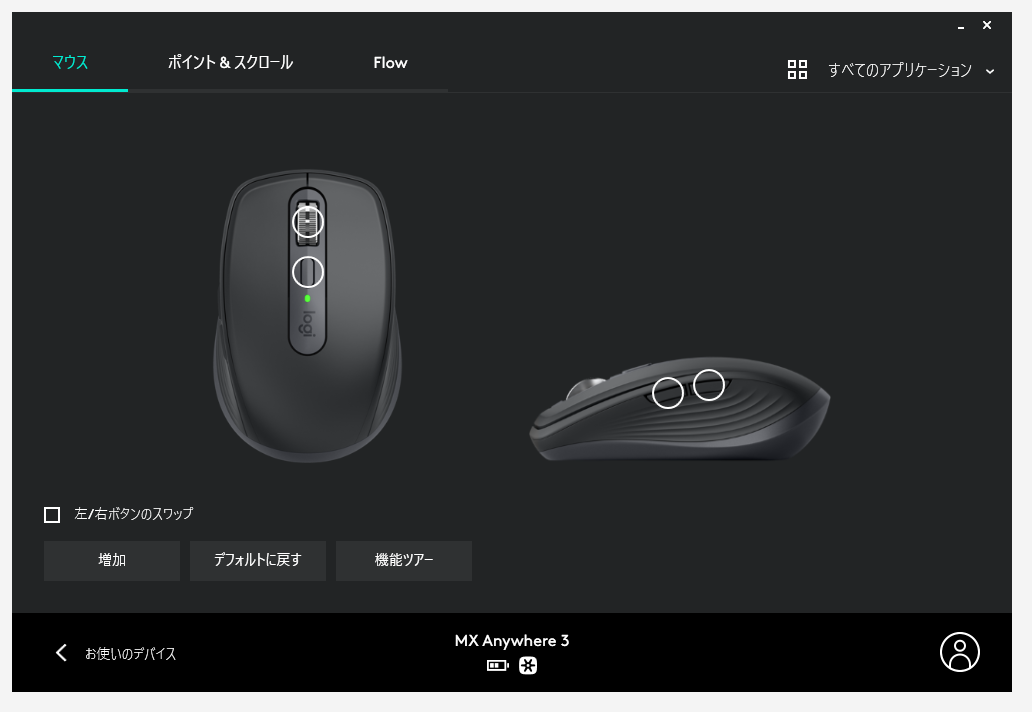 マウス
ポイント & スクロール
Flow
すべてのアプリケーション
logi
左/右ボタンのスワップ
増加
デフォルトに戻す
機能ツアー
お使いのデバイス
MX Anywhere 3